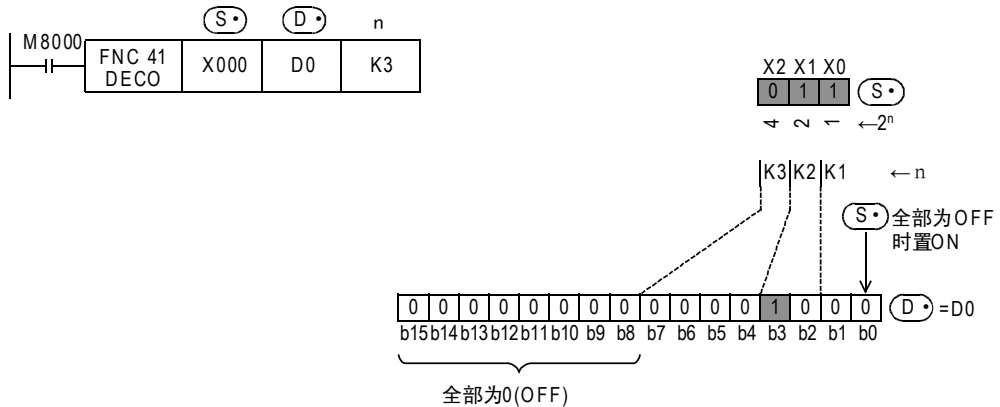 S• D• n
M8000
FNC 41 DECO X000 D0 K3
X2 X1 X0
0 1 1 S•
4 2 1 ←2ⁿ
K3 K2 K1 ←n
S• 全部为OFF
时置ON
0 0 0 0 0 0 0 0 0 0 0 0 1 0 0 0 D• =D0
b15 b14 b13 b12 b11 b10 b9 b8 b7 b6 b5 b4 b3 b2 b1 b0
全部为0(OFF)